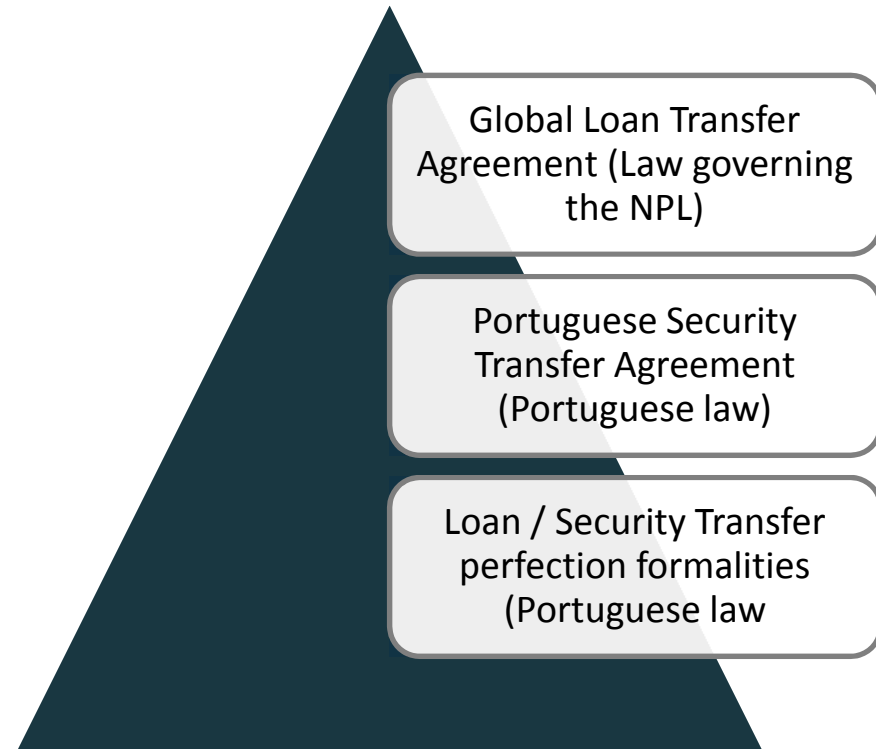 Global Loan Transfer
Agreement (Law governing
the NPL)
Portuguese Security
Transfer Agreement
(Portuguese law)
Loan / Security Transfer
perfection formalities
(Portuguese law